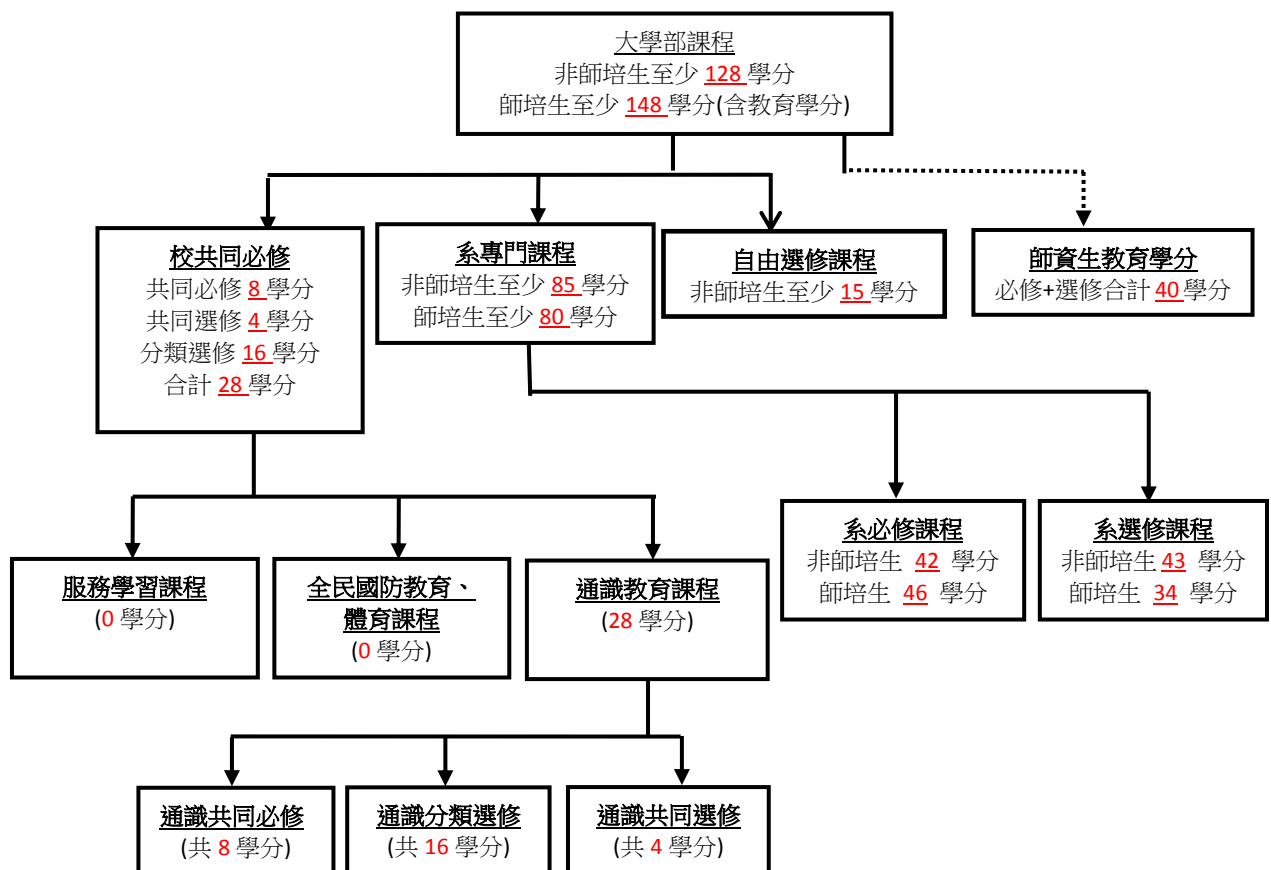 大學部課程
非師培生至少 128 學分
師培生至少 148 學分(含教育學分)
校共同必修
共同必修 8 學分
共同選修 4 學分
分類選修 16 學分
合計 28 學分
系專門課程
非師培生至少 85 學分
師培生至少 80 學分
自由選修課程
非師培生至少 15 學分
師資生教育學分
必修+選修合計 40 學分
服務學習課程
(0 學分)
全民國防教育、
體育課程
(0 學分)
通識教育課程
(28 學分)
系必修課程
非師培生 42 學分
師培生 46 學分
系選修課程
非師培生 43 學分
師培生 34 學分
通識共同必修
(共 8 學分)
通識分類選修
(共 16 學分)
通識共同選修
(共 4 學分)